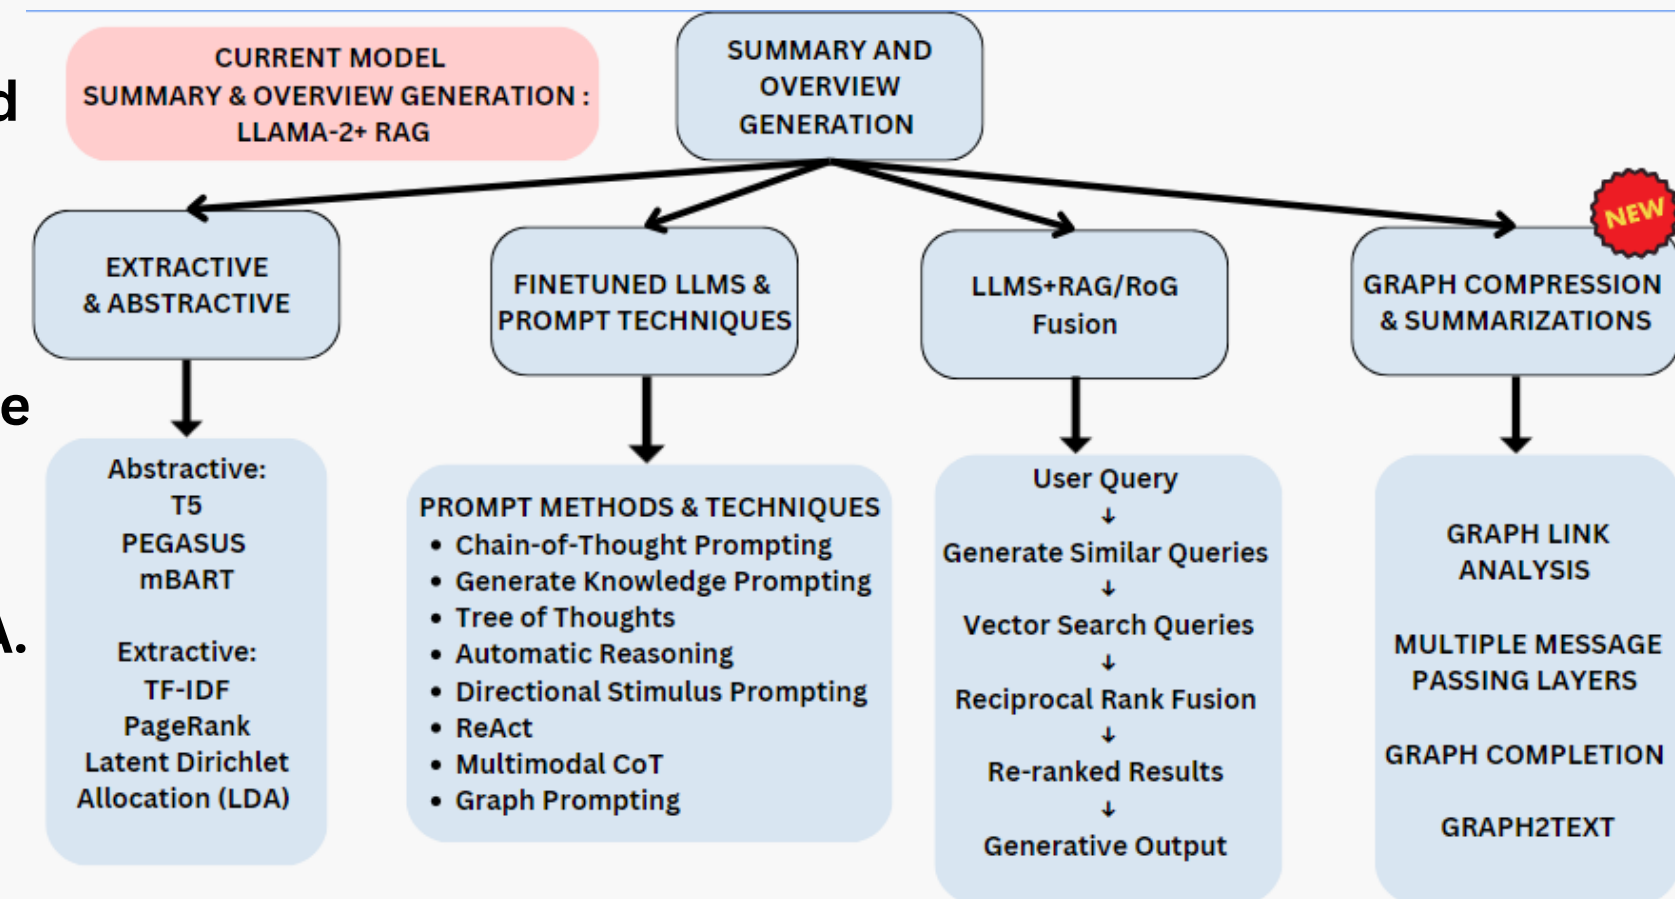 d
e
A.
CURRENT MODEL
SUMMARY & OVERVIEW GENERATION :
LLAMA-2+ RAG
SUMMARY AND
OVERVIEW
GENERATION
NEW
EXTRACTIVE
& ABSTRACTIVE
FINETUNED LLMS &
PROMPT TECHNIQUES
LLMS+RAG/RoG
Fusion
GRAPH COMPRESSION
& SUMMARIZATIONS
Abstractive:
T5
PEGASUS
mBART
Extractive:
TF-IDF
PageRank
Latent Dirichlet
Allocation (LDA)
PROMPT METHODS & TECHNIQUES
• Chain-of-Thought Prompting
• Generate Knowledge Prompting
• Tree of Thoughts
• Automatic Reasoning
• Directional Stimulus Prompting
• ReAct
• Multimodal CoT
• Graph Prompting
User Query
↓
Generate Similar Queries
↓
Vector Search Queries
↓
Reciprocal Rank Fusion
↓
Re-ranked Results
↓
Generative Output
GRAPH LINK
ANALYSIS
MULTIPLE MESSAGE
PASSING LAYERS
GRAPH COMPLETION
GRAPH2TEXT